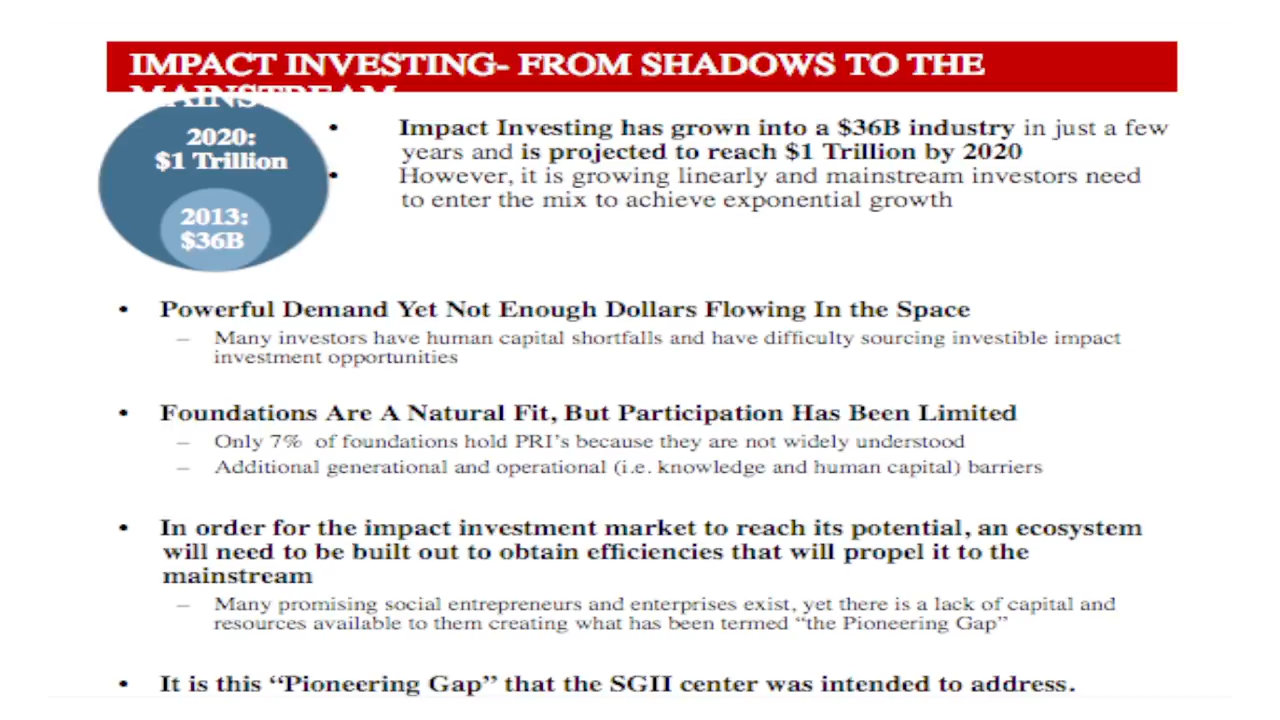 IMPACT INVESTING- FROM SHADOWS TO THE
MAINSTREAM
2020:
$1 Trillion
2013:
$36B
• Impact Investing has grown into a $36B industry in just a few
years and is projected to reach $1 Trillion by 2020
• However, it is growing linearly and mainstream investors need
to enter the mix to achieve exponential growth
• Powerful Demand Yet Not Enough Dollars Flowing In the Space
– Many investors have human capital shortfalls and have difficulty sourcing investible impact
investment opportunities
• Foundations Are A Natural Fit, But Participation Has Been Limited
– Only 7% of foundations hold PRI's because they are not widely understood
– Additional generational and operational (i.e. knowledge and human capital) barriers
• In order for the impact investment market to reach its potential, an ecosystem
will need to be built out to obtain efficiencies that will propel it to the
mainstream
– Many promising social entrepreneurs and enterprises exist, yet there is a lack of capital and
resources available to them creating what has been termed “the Pioneering Gap”
• It is this “Pioneering Gap” that the SGII center was intended to address.